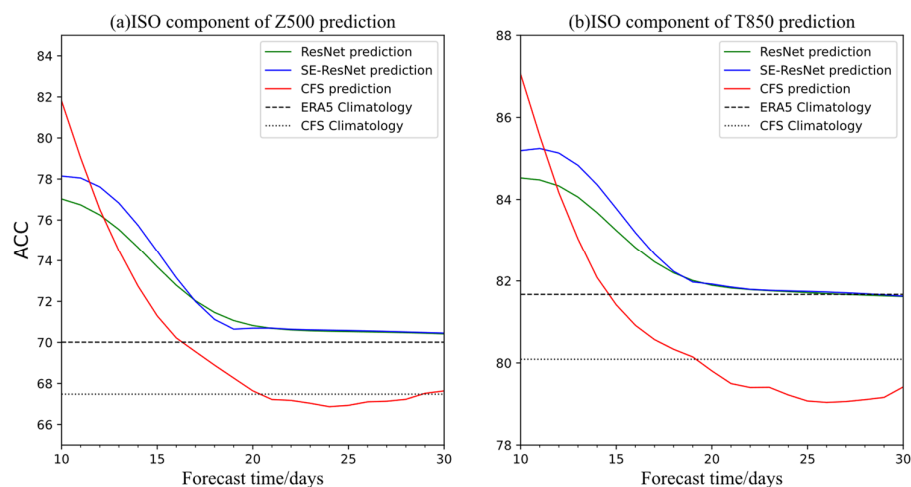 (a)ISO component of Z500 prediction
ACC
84
82
80
78
76
74
72
70
68
66
ResNet prediction
SE-ResNet prediction
CFS prediction
ERA5 Climatology
CFS Climatology
10 15 20 25 30
Forecast time/days
(b)ISO component of T850 prediction
88
86
84
82
80
78
ResNet prediction
SE-ResNet prediction
CFS prediction
ERA5 Climatology
CFS Climatology
10 15 20 25 30
Forecast time/days